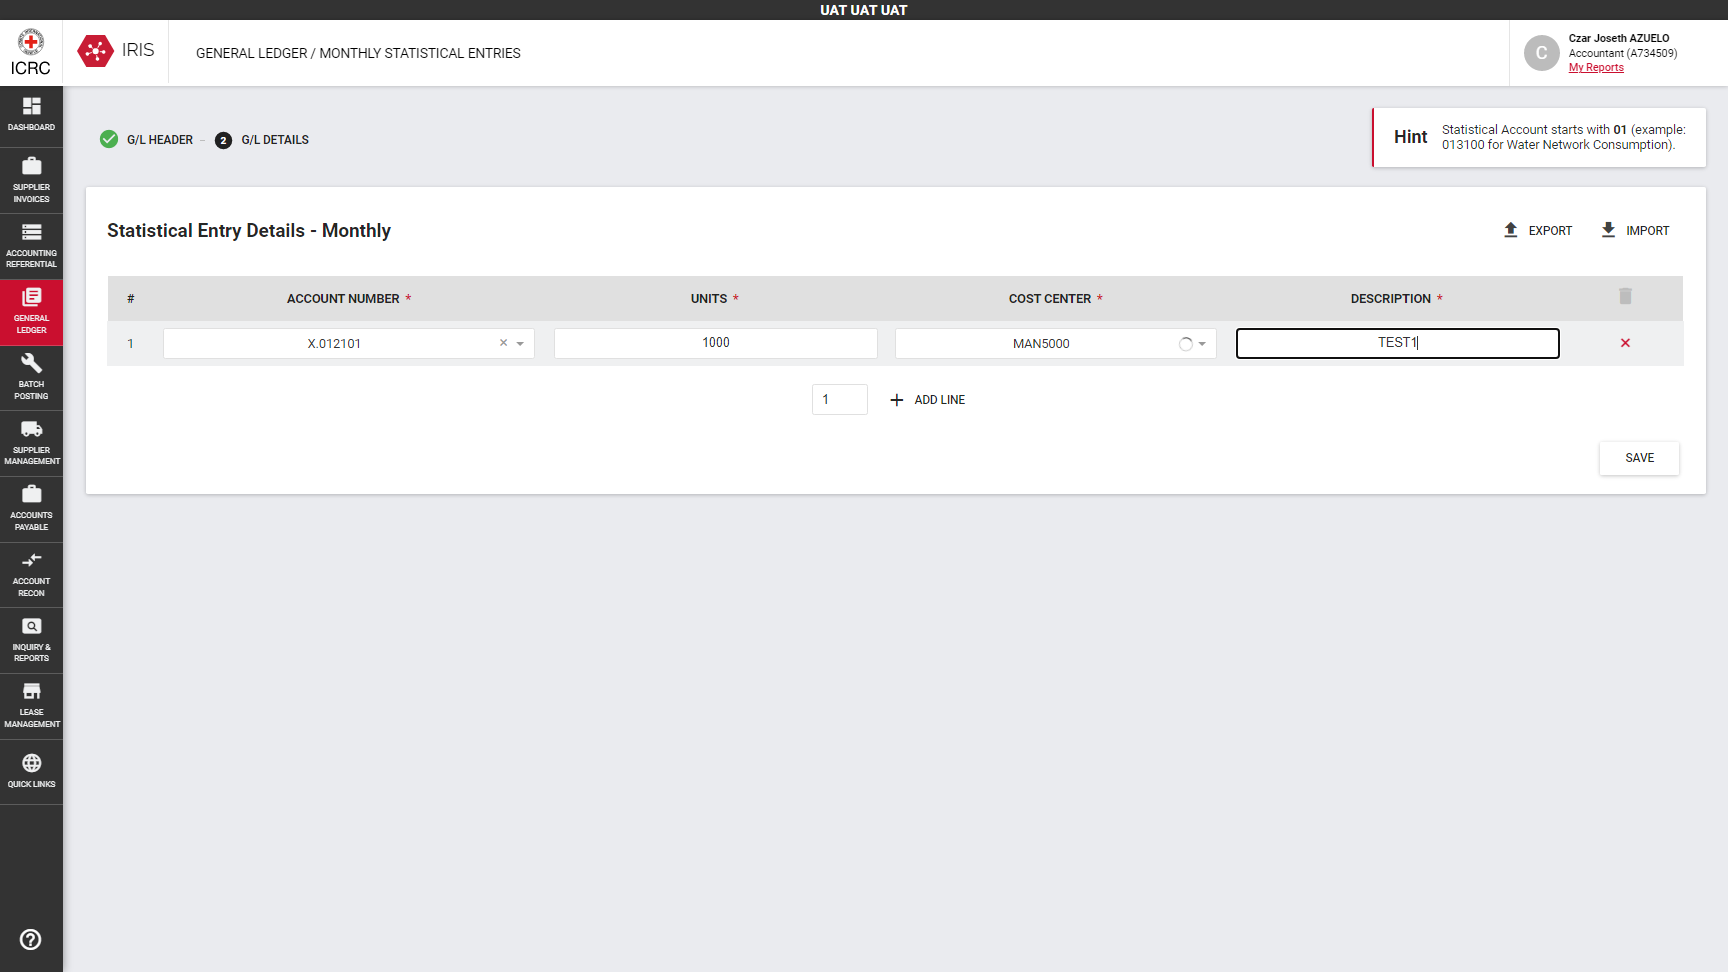 UAT UAT UAT
ICRC
IRIS
GENERAL LEDGER / MONTHLY STATISTICAL ENTRIES
C
Czar Joseth AZUELO
Accountant (A734509)
My Reports
DASHBOARD
SUPPLIER
INVOICES
ACCOUNTING
REFERENTIAL
GENERAL
LEDGER
BATCH
POSTING
SUPPLIER
MANAGEMENT
ACCOUNTS
PAYABLE
ACCOUNT
RECON
INQUIRY &
REPORTS
LEASE
MANAGEMENT
QUICK LINKS
G/L HEADER
2 G/L DETAILS
Hint
Statistical Account starts with 01 (example:
013100 for Water Network Consumption).
Statistical Entry Details - Monthly
EXPORT
IMPORT
# ACCOUNT NUMBER * UNITS * COST CENTER * DESCRIPTION *
1 X.012101 × 1000 MAN5000 TEST1 ×
1 + ADD LINE
SAVE